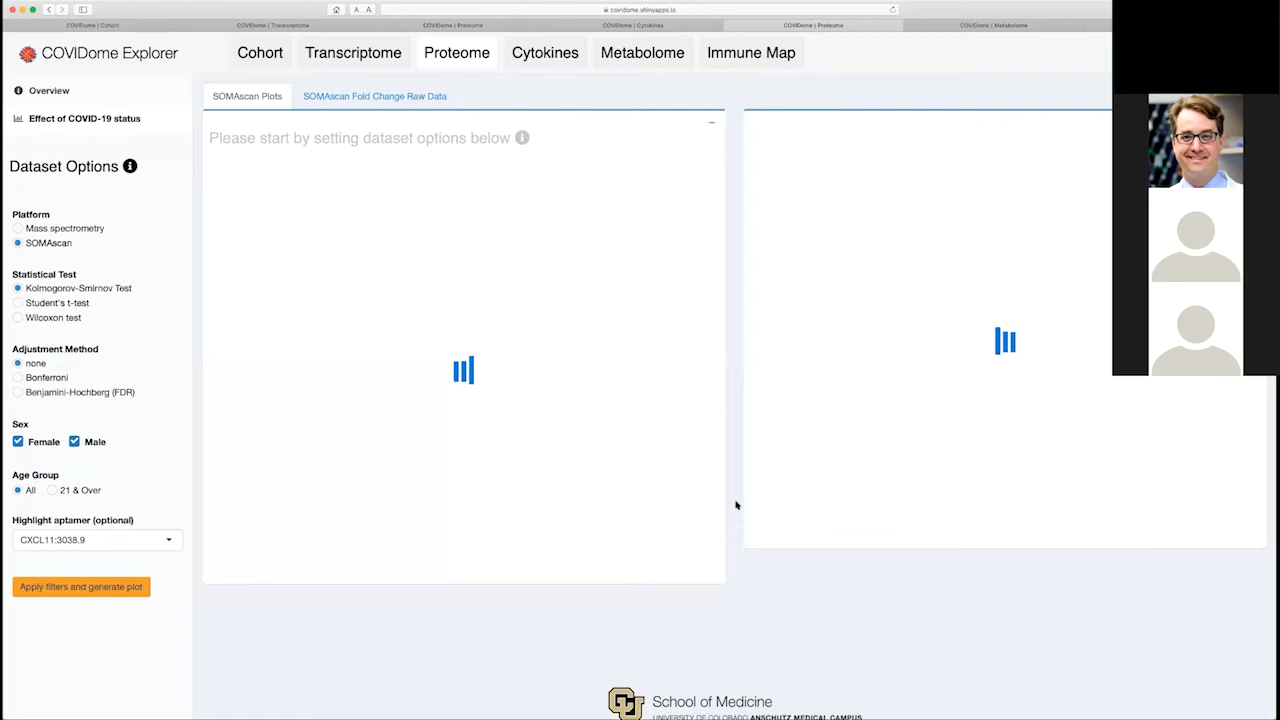 covidome.shinyapps.io
COVIDome | Cohort
COVIDome | Transcriptome
COVIDome | Proteome
COVIDome | Cytokines
COVIDome | Proteome
COVIDome | Metabolome
COVIDome Explorer
Cohort
Transcriptome
Proteome
Cytokines
Metabolome
Immune Map
Overview
Effect of COVID-19 status
Dataset Options
Platform
Mass spectrometry
SOMAscan
Statistical Test
Kolmogorov-Smirnov Test
Student's t-test
Wilcoxon test
Adjustment Method
none
Bonferroni
Benjamini-Hochberg (FDR)
Sex
Female Male
Age Group
All 21 & Over
Highlight aptamer (optional)
CXCL11:3038.9
Apply filters and generate plot
SOMAscan Plots
SOMAscan Fold Change Raw Data
Please start by setting dataset options below
School of Medicine
UNIVERSITY OF COLORADO ANSCHUTZ MEDICAL CAMPUS